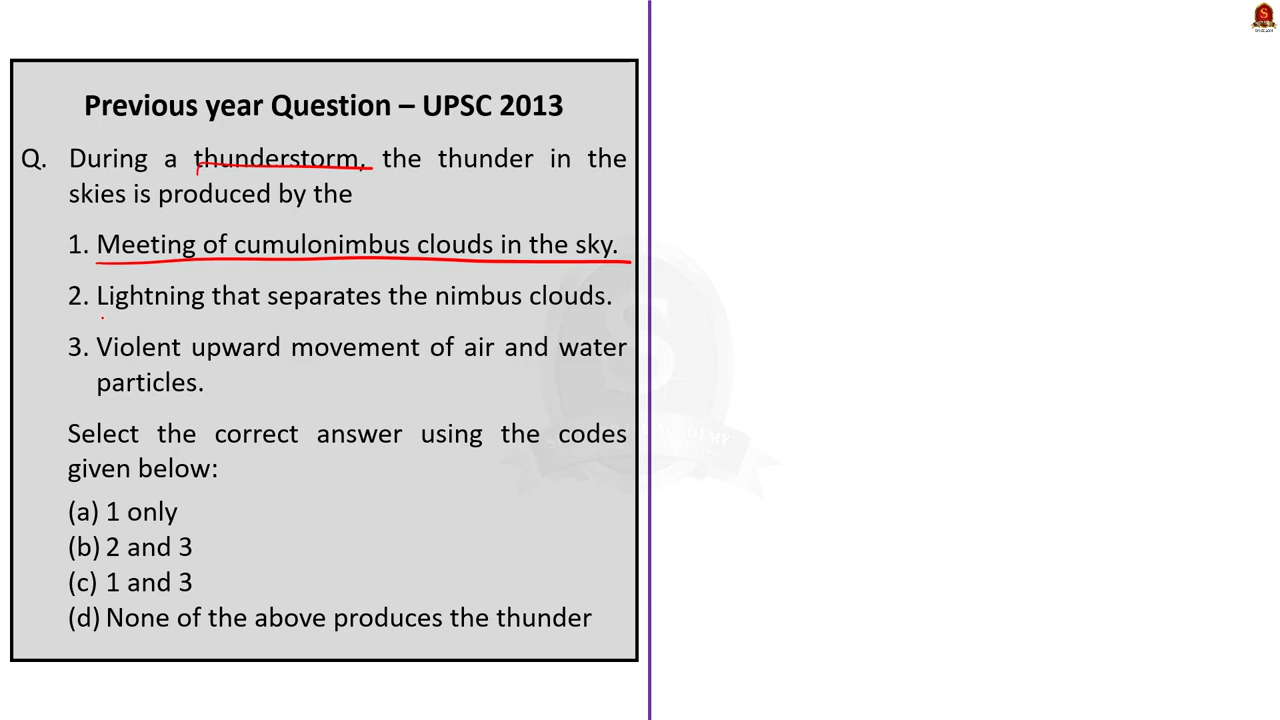 Previous year Question – UPSC 2013
Q. During a thunderstorm, the thunder in the
skies is produced by the
1. Meeting of cumulonimbus clouds in the sky.
2. Lightning that separates the nimbus clouds.
3. Violent upward movement of air and water
particles.
Select the correct answer using the codes
given below:
(a) 1 only
(b) 2 and 3
(c) 1 and 3
(d) None of the above produces the thunder